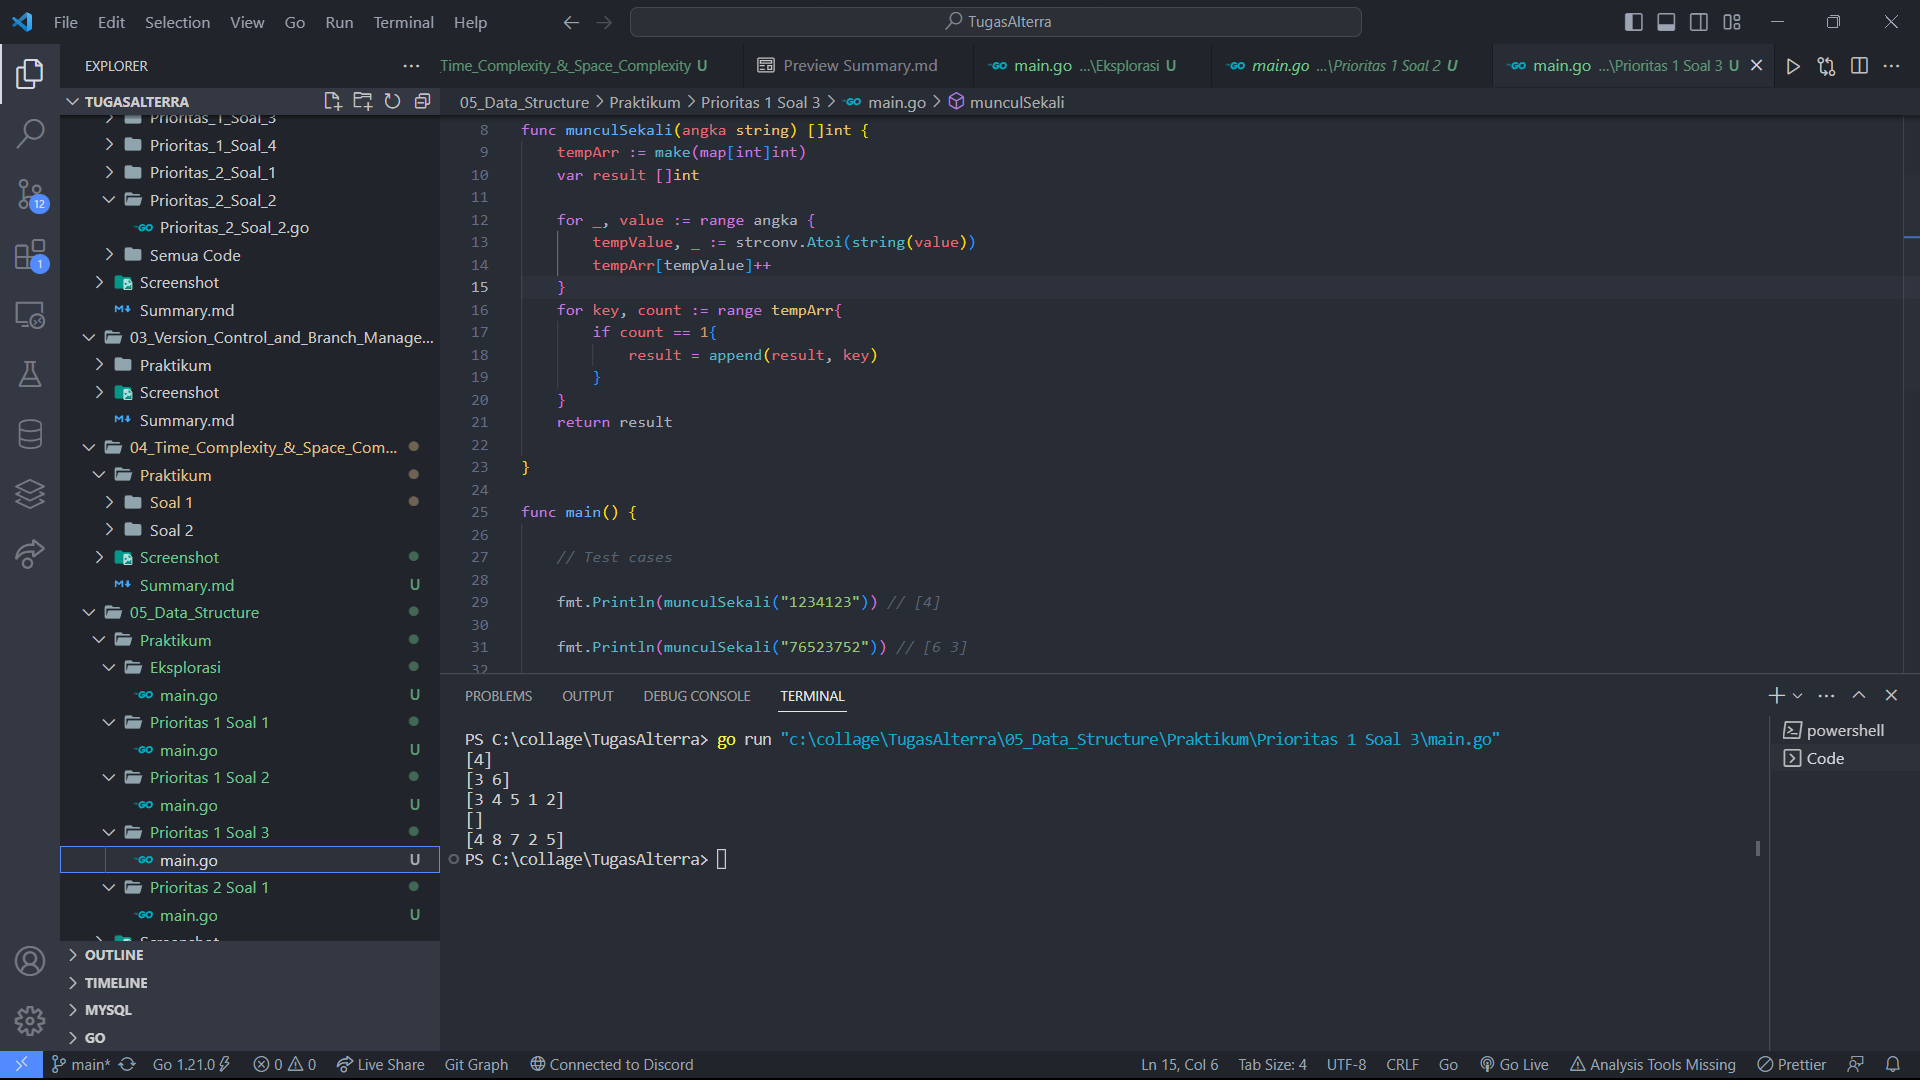 File Edit Selection View Go Run Terminal Help
TugasAlterra
EXPLORER
Time_Complexity_&_Space_Complexity U
Preview Summary.md
main.go ...\Eksplorasi U
main.go ...\Prioritas 1 Soal 2 U
main.go ...\Prioritas 1 Soal 3 U
TUGASALTERRA
05_Data_Structure > Praktikum > Prioritas 1 Soal 3 > main.go > munculSekali
Prioritas_1_Soal_3
Prioritas_1_Soal_4
Prioritas_2_Soal_1
Prioritas_2_Soal_2
Prioritas_2_Soal_2.go
Semua Code
Screenshot
Summary.md
03_Version_Control_and_Branch_Manage...
Praktikum
Screenshot
Summary.md
04_Time_Complexity_&_Space_Com...
Praktikum
Soal 1
Soal 2
Screenshot
Summary.md U
05_Data_Structure
Praktikum
Eksplorasi
main.go U
Prioritas 1 Soal 1
main.go U
Prioritas 1 Soal 2
main.go U
Prioritas 1 Soal 3
main.go U
Prioritas 2 Soal 1
main.go U
Screenshot
OUTLINE
TIMELINE
MYSQL
GO
12
1
8 func munculSekali(angka string) []int {
9 tempArr := make(map[int]int)
10 var result []int
11
12 for _, value := range angka {
13 tempValue, _ := strconv.Atoi(string(value))
14 tempArr[tempValue]++
15 }
16 for key, count := range tempArr{
17 if count == 1{
18 result = append(result, key)
19 }
20 }
21 return result
22
23 }
24
25 func main() {
26
27 // Test cases
28
29 fmt.Println(munculSekali("1234123")) // [4]
30
31 fmt.Println(munculSekali("76523752")) // [6 3]
32
PROBLEMS OUTPUT DEBUG CONSOLE TERMINAL
PS C:\collage\TugasAlterra> go run "c:\collage\TugasAlterra\05_Data_Structure\Praktikum\Prioritas 1 Soal 3\main.go"
[4]
[3 6]
[3 4 5 1 2]
[]
[4 8 7 2 5]
PS C:\collage\TugasAlterra>
powershell
Code
main* Go 1.21.0 0 0 Live Share Git Graph Connected to Discord Ln 15, Col 6 Tab Size: 4 UTF-8 CRLF Go Go Live Analysis Tools Missing Prettier